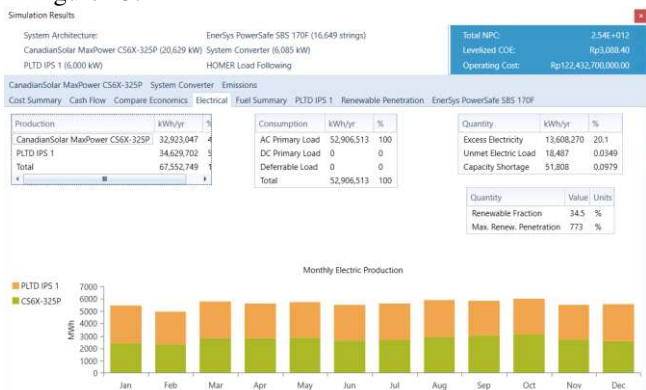 Simulation Results
System Architecture: EnerSys PowerSafe SBS 170F (16,649 strings)
CanadianSolar MaxPower CS6X-325P (20,629 kW) System Converter (6,085 kW)
PLTD IPS 1 (6,000 kW) HOMER Load Following
Total NPC: 2,54E+012
Levelized COE: Rp3,088.40
Operating Cost: Rp122,432,700,000.00
CanadianSolar MaxPower CS6X-325P System Converter Emissions
Cost Summary Cash Flow Compare Economics Electrical Fuel Summary PLTD IPS 1 Renewable Penetration EnerSys PowerSafe SBS 170F
Production kWh/yr %
CanadianSolar MaxPower CS6X-325P 32,923,047 4
PLTD IPS 1 34,629,702 5
Total 67,552,749 1
Consumption kWh/yr %
AC Primary Load 52,906,513 100
DC Primary Load 0 0
Deferrable Load 0 0
Total 52,906,513 100
Quantity kWh/yr %
Excess Electricity 13,608,270 20.1
Unmet Electric Load 18,487 0.0349
Capacity Shortage 51,808 0.0979
Quantity Value Units
Renewable Fraction 34.5 %
Max. Renew. Penetration 773 %
Monthly Electric Production
PLTD IPS 1
CS6X-325P
MWh
7000
6000
5000
4000
3000
2000
1000
0
Jan Feb Mar Apr May Jun Jul Aug Sep Oct Nov Dec